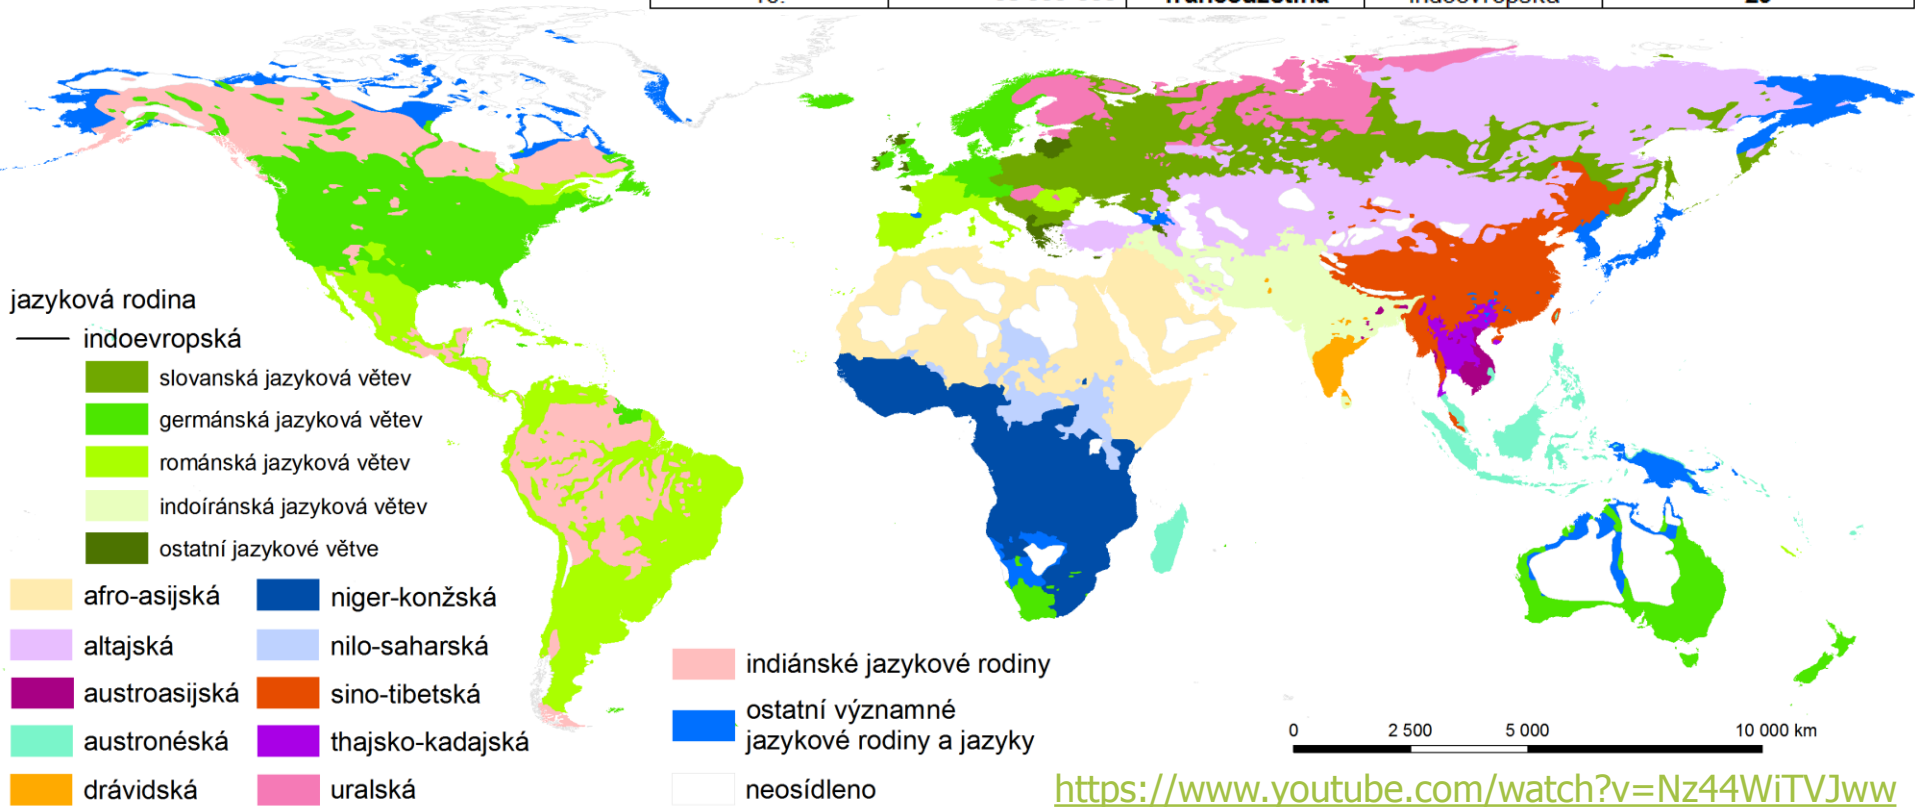 francouzština
jazyková rodina
indoevropská
slovanská jazyková větev
germánská jazyková větev
románská jazyková větev
indoíránská jazyková větev
ostatní jazykové větve
afro-asijská
altajská
austroasijská
austronéská
drávidská
niger-konžská
nilo-saharská
sino-tibetská
thajsko-kadajská
uralská
indiánské jazykové rodiny
ostatní významné
jazykové rodiny a jazyky
neosídleno
0 2 500 5 000 10 000 km
https://www.youtube.com/watch?v=Nz44WiTVJww